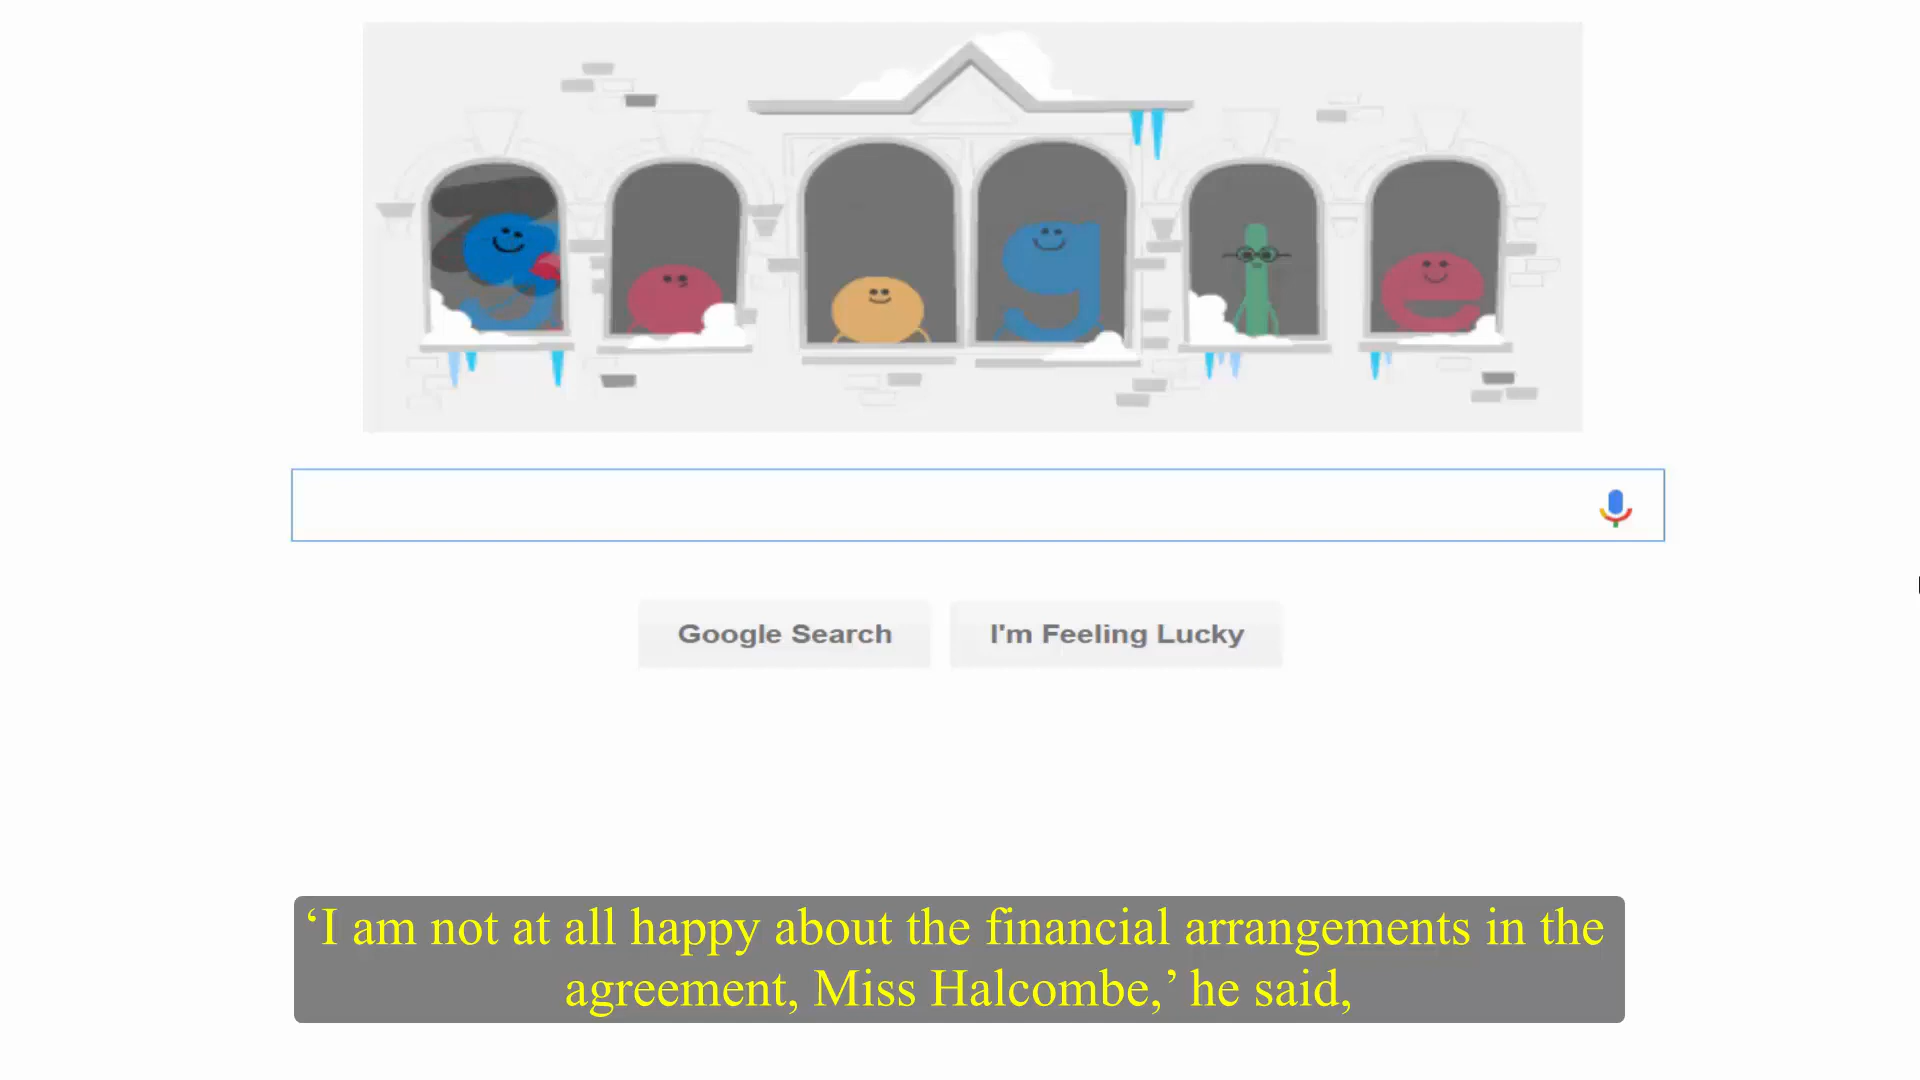 Google Search
I'm Feeling Lucky
‘I am not at all happy about the financial arrangements in the
agreement, Miss Halcombe,’ he said,